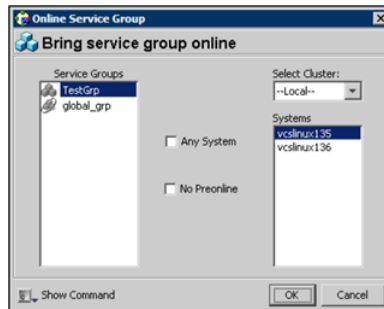 Online Service Group
Bring service group online
Service Groups
TestGrp
global_grp
Any System
No Preonline
Select Cluster:
--Local--
Systems
vcslinux135
vcslinux136
Show Command
OK
Cancel